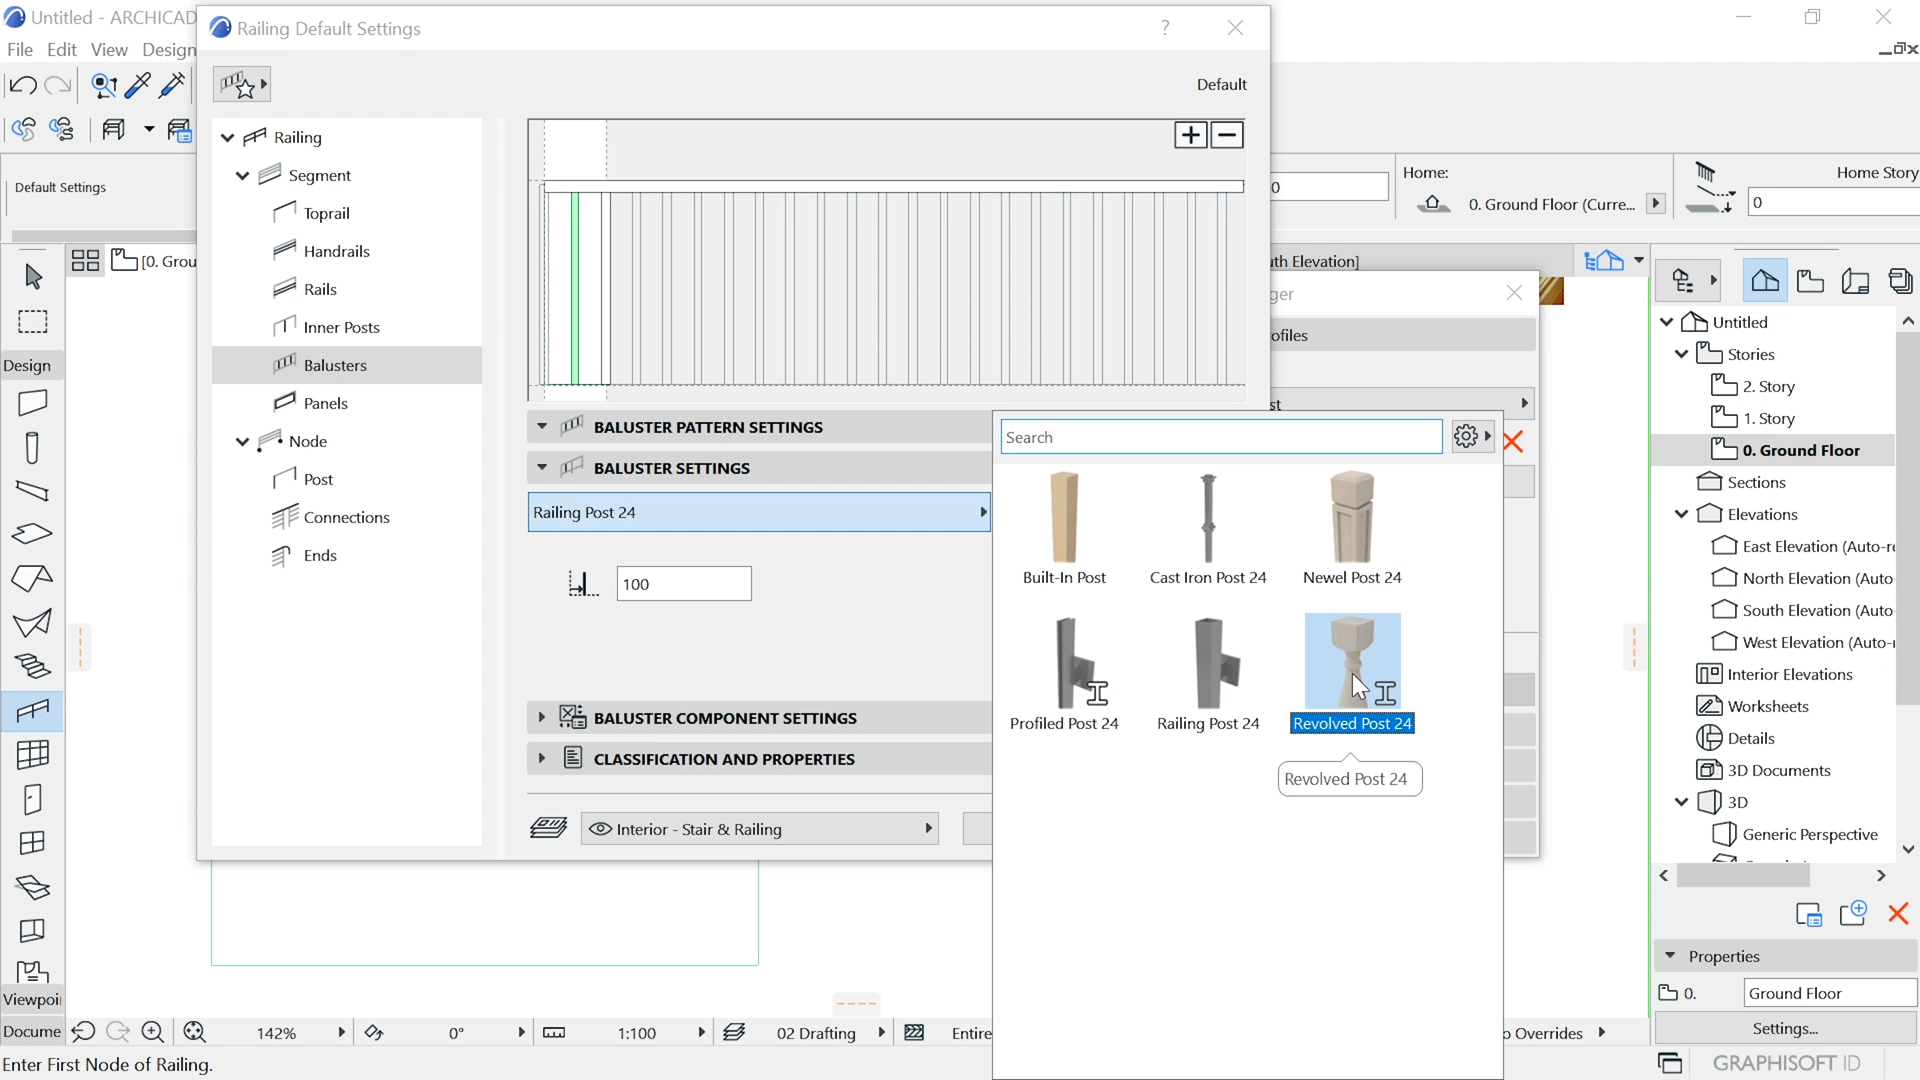 Untitled - ARCHICAD
File Edit View Design
Default Settings
[0. Grou
Design
Viewpoi
Docume
Railing Default Settings
?
Default
Railing
Segment
Toprail
Handrails
Rails
Inner Posts
Balusters
Panels
Node
Post
Connections
Ends
BALUSTER PATTERN SETTINGS
BALUSTER SETTINGS
Railing Post 24
100
BALUSTER COMPONENT SETTINGS
CLASSIFICATION AND PROPERTIES
Interior - Stair & Railing
Search
Built-In Post
Cast Iron Post 24
Newel Post 24
Profiled Post 24
Railing Post 24
Revolved Post 24
Revolved Post 24
0
Home:
0. Ground Floor (Curre...
Home Story
0
th Elevation]
ger
ofiles
st
Untitled
Stories
2. Story
1. Story
0. Ground Floor
Sections
Elevations
East Elevation (Auto-re
North Elevation (Auto
South Elevation (Auto
West Elevation (Auto-r
Interior Elevations
Worksheets
Details
3D Documents
3D
Generic Perspective
Properties
0.
Ground Floor
Settings...
142%
0°
1:100
02 Drafting
Entire
o Overrides
Enter First Node of Railing.
GRAPHISOFT ID